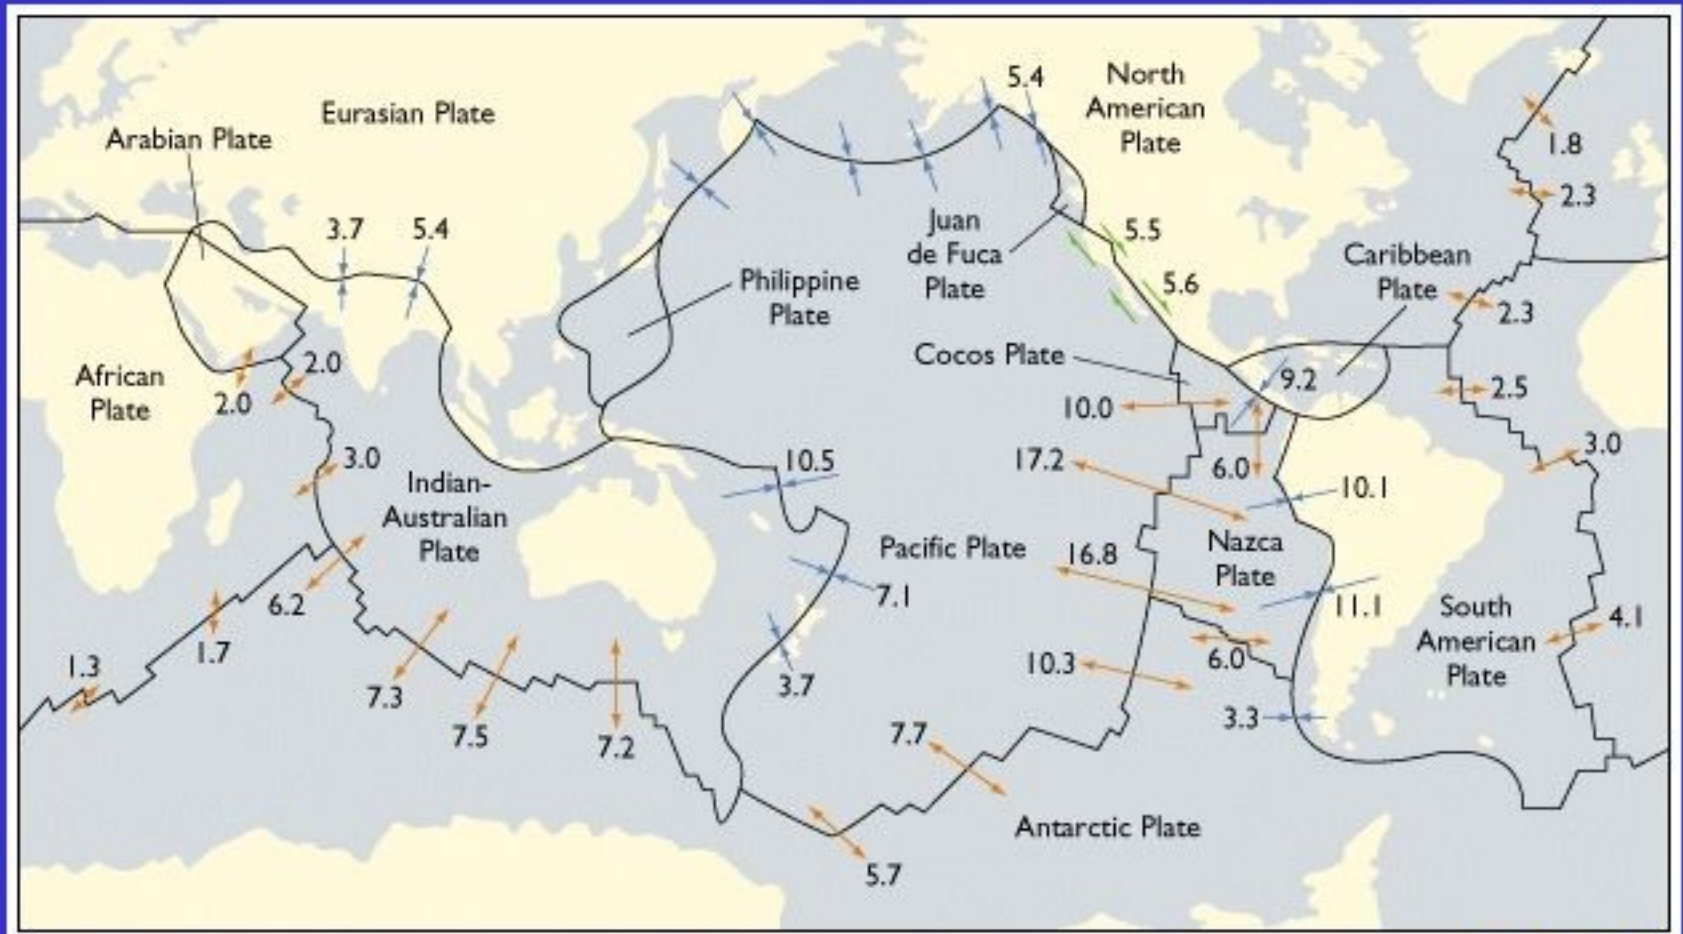 5.4
North
American
Plate
Eurasian Plate
Arabian Plate
1.8
2.3
3.7
5.4
Juan
de Fuca
Plate
5.5
5.6
Caribbean
Plate
Philippine
Plate
2.3
Cocos Plate
African
Plate
2.0
2.0
9.2
2.5
10.0
3.0
Indian-
Australian
Plate
10.5
17.2
6.0
10.1
3.0
Pacific Plate
16.8
Nazca
Plate
6.2
7.1
11.1
South
American
Plate
4.1
1.7
1.3
7.3
3.7
10.3
6.0
7.5
7.2
7.7
3.3
Antarctic Plate
5.7